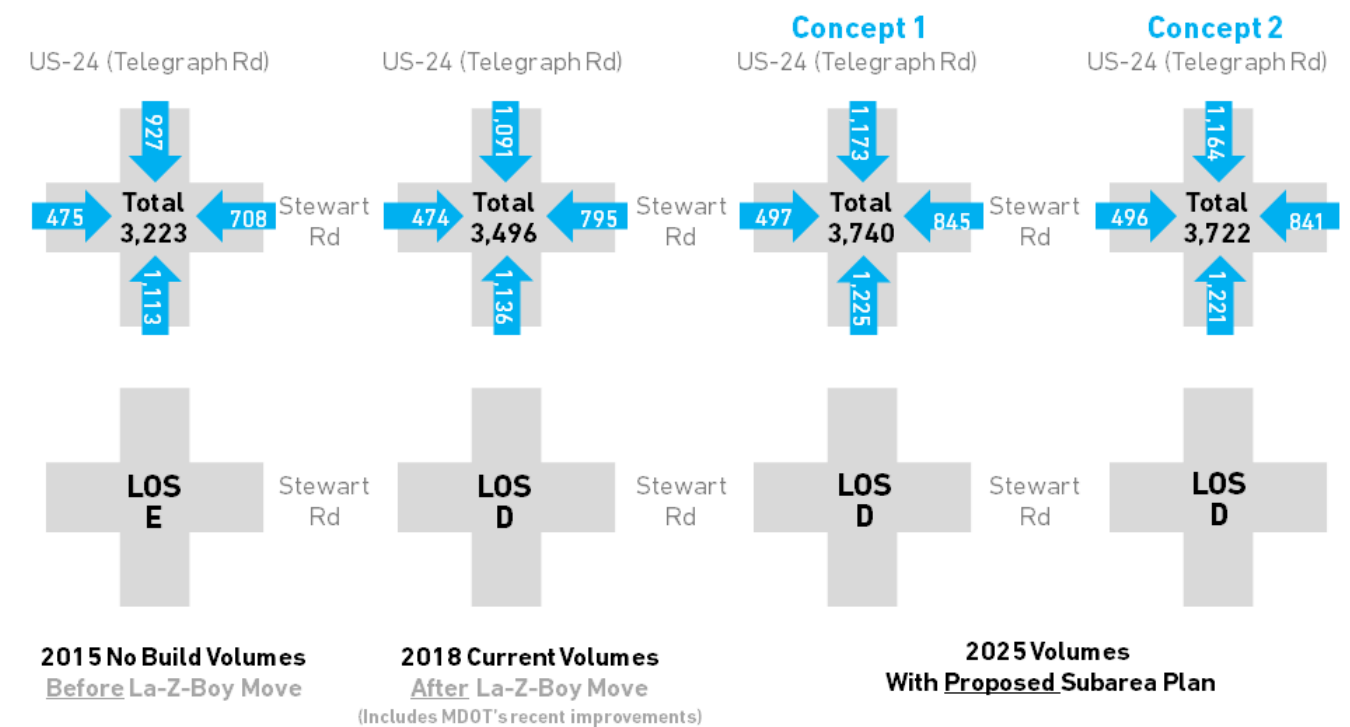 Concept 1
Concept 2
US-24 (Telegraph Rd)
US-24 (Telegraph Rd)
US-24 (Telegraph Rd)
US-24 (Telegraph Rd)
927
1,091
1,173
1,164
475
Total
3,223
708
Stewart
Rd
474
Total
3,496
795
Stewart
Rd
497
Total
3,740
845
Stewart
Rd
496
Total
3,722
841
1,113
1,136
1,225
1,221
LOS
E
Stewart
Rd
LOS
D
Stewart
Rd
LOS
D
Stewart
Rd
LOS
D
2015 No Build Volumes
Before La-Z-Boy Move
2018 Current Volumes
After La-Z-Boy Move
(Includes MDOT's recent improvements)
2025 Volumes
With Proposed Subarea Plan